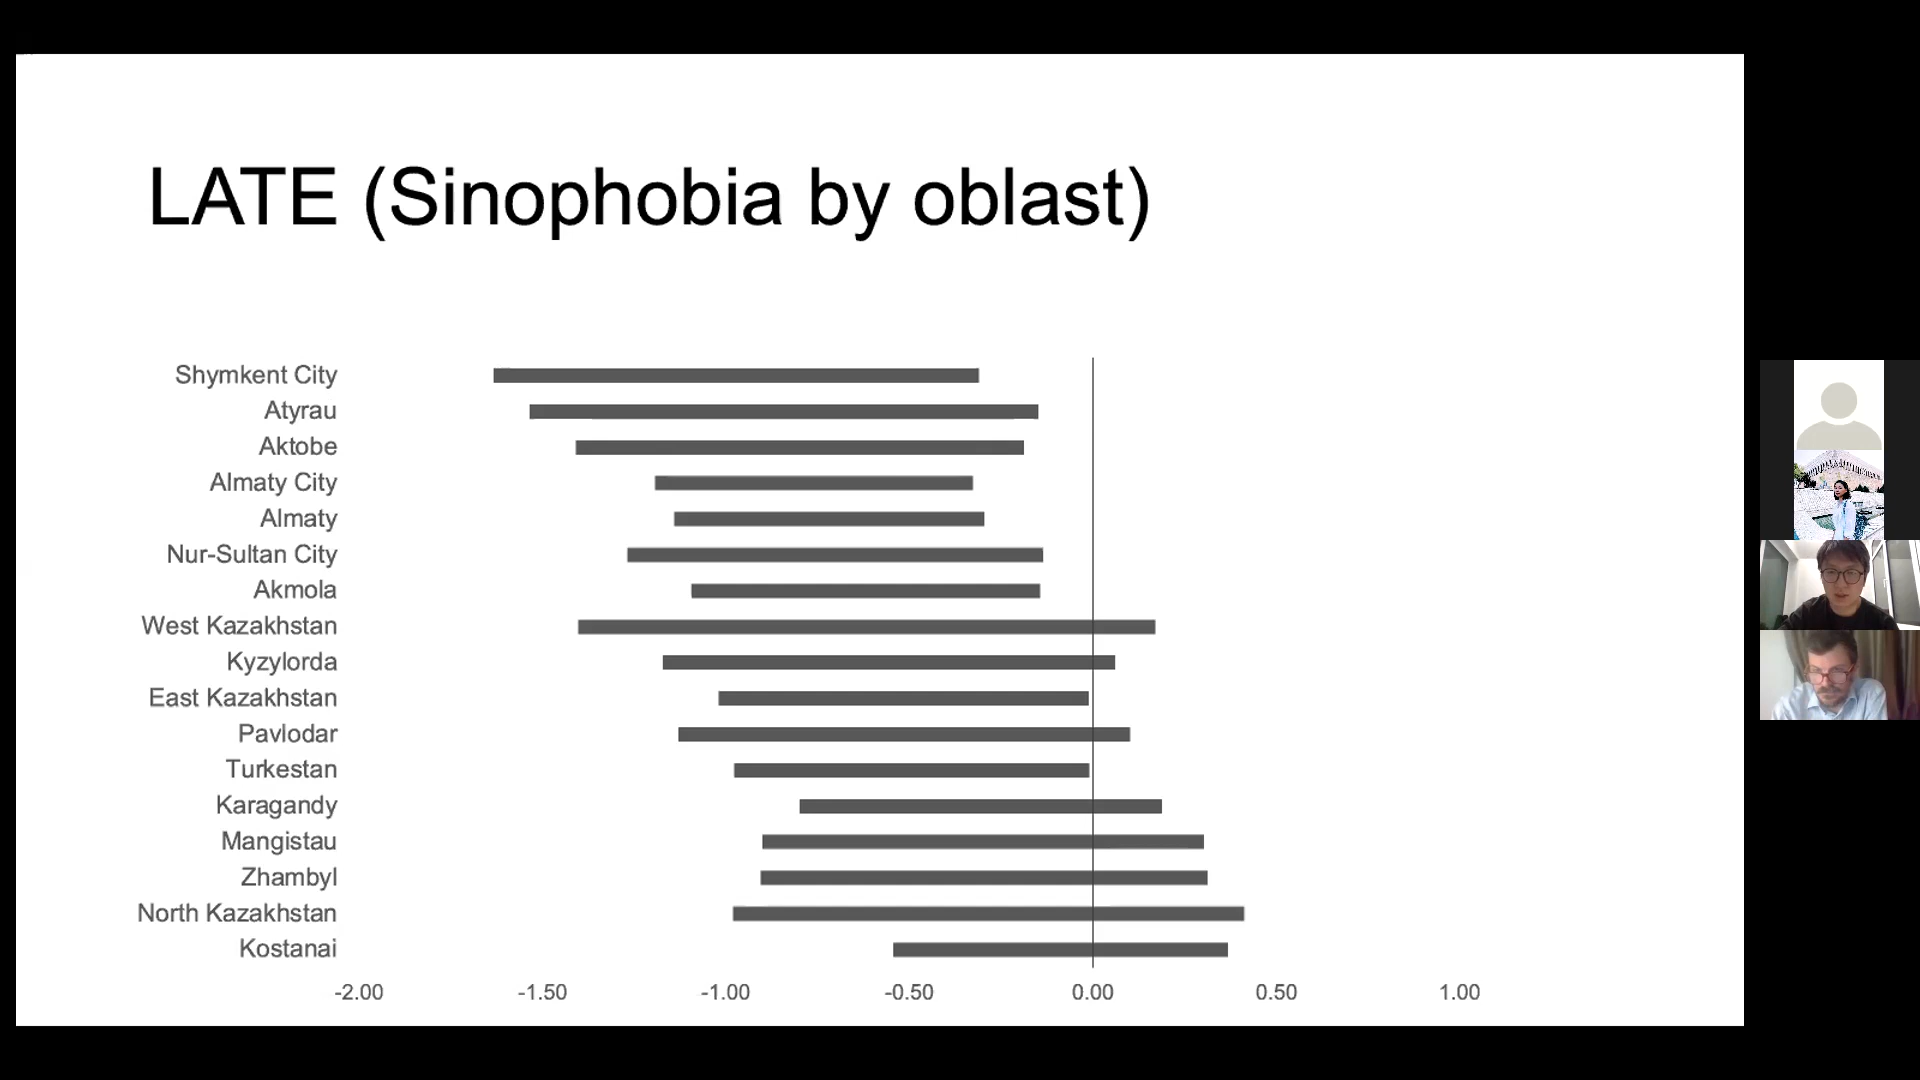 LATE (Sinophobia by oblast)
Shymkent City
Atyrau
Aktobe
Almaty City
Almaty
Nur-Sultan City
Akmola
West Kazakhstan
Kyzylorda
East Kazakhstan
Pavlodar
Turkestan
Karagandy
Mangistau
Zhambyl
North Kazakhstan
Kostanai
-2.00 -1.50 -1.00 -0.50 0.00 0.50 1.00